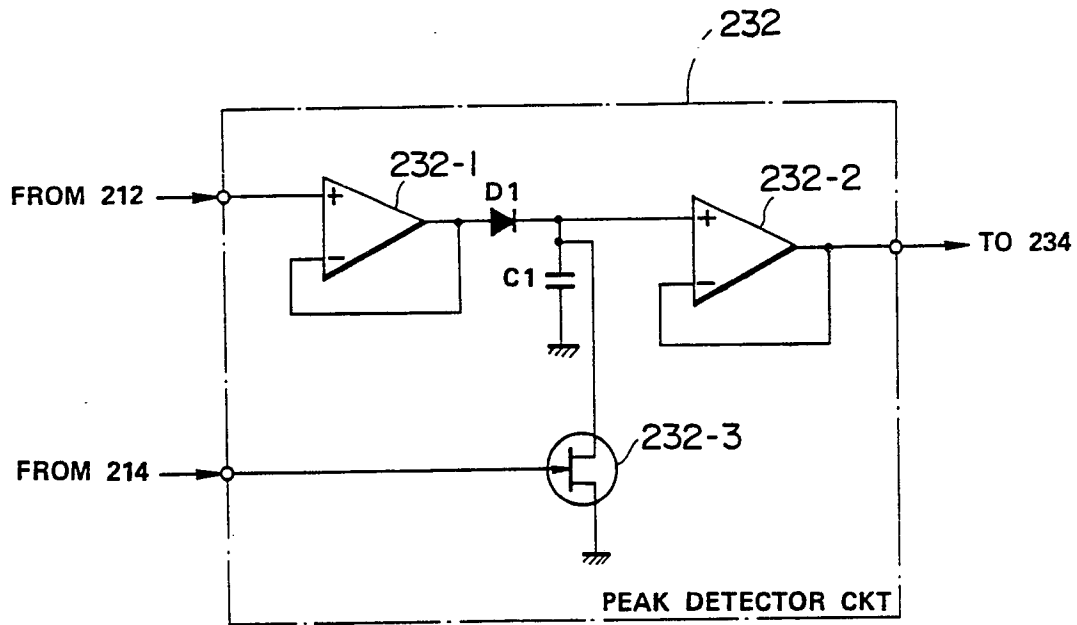 232
232-1
FROM 212
D1
232-2
+
+
TO 234
-
C1
-
232-3
FROM 214
PEAK DETECTOR CKT